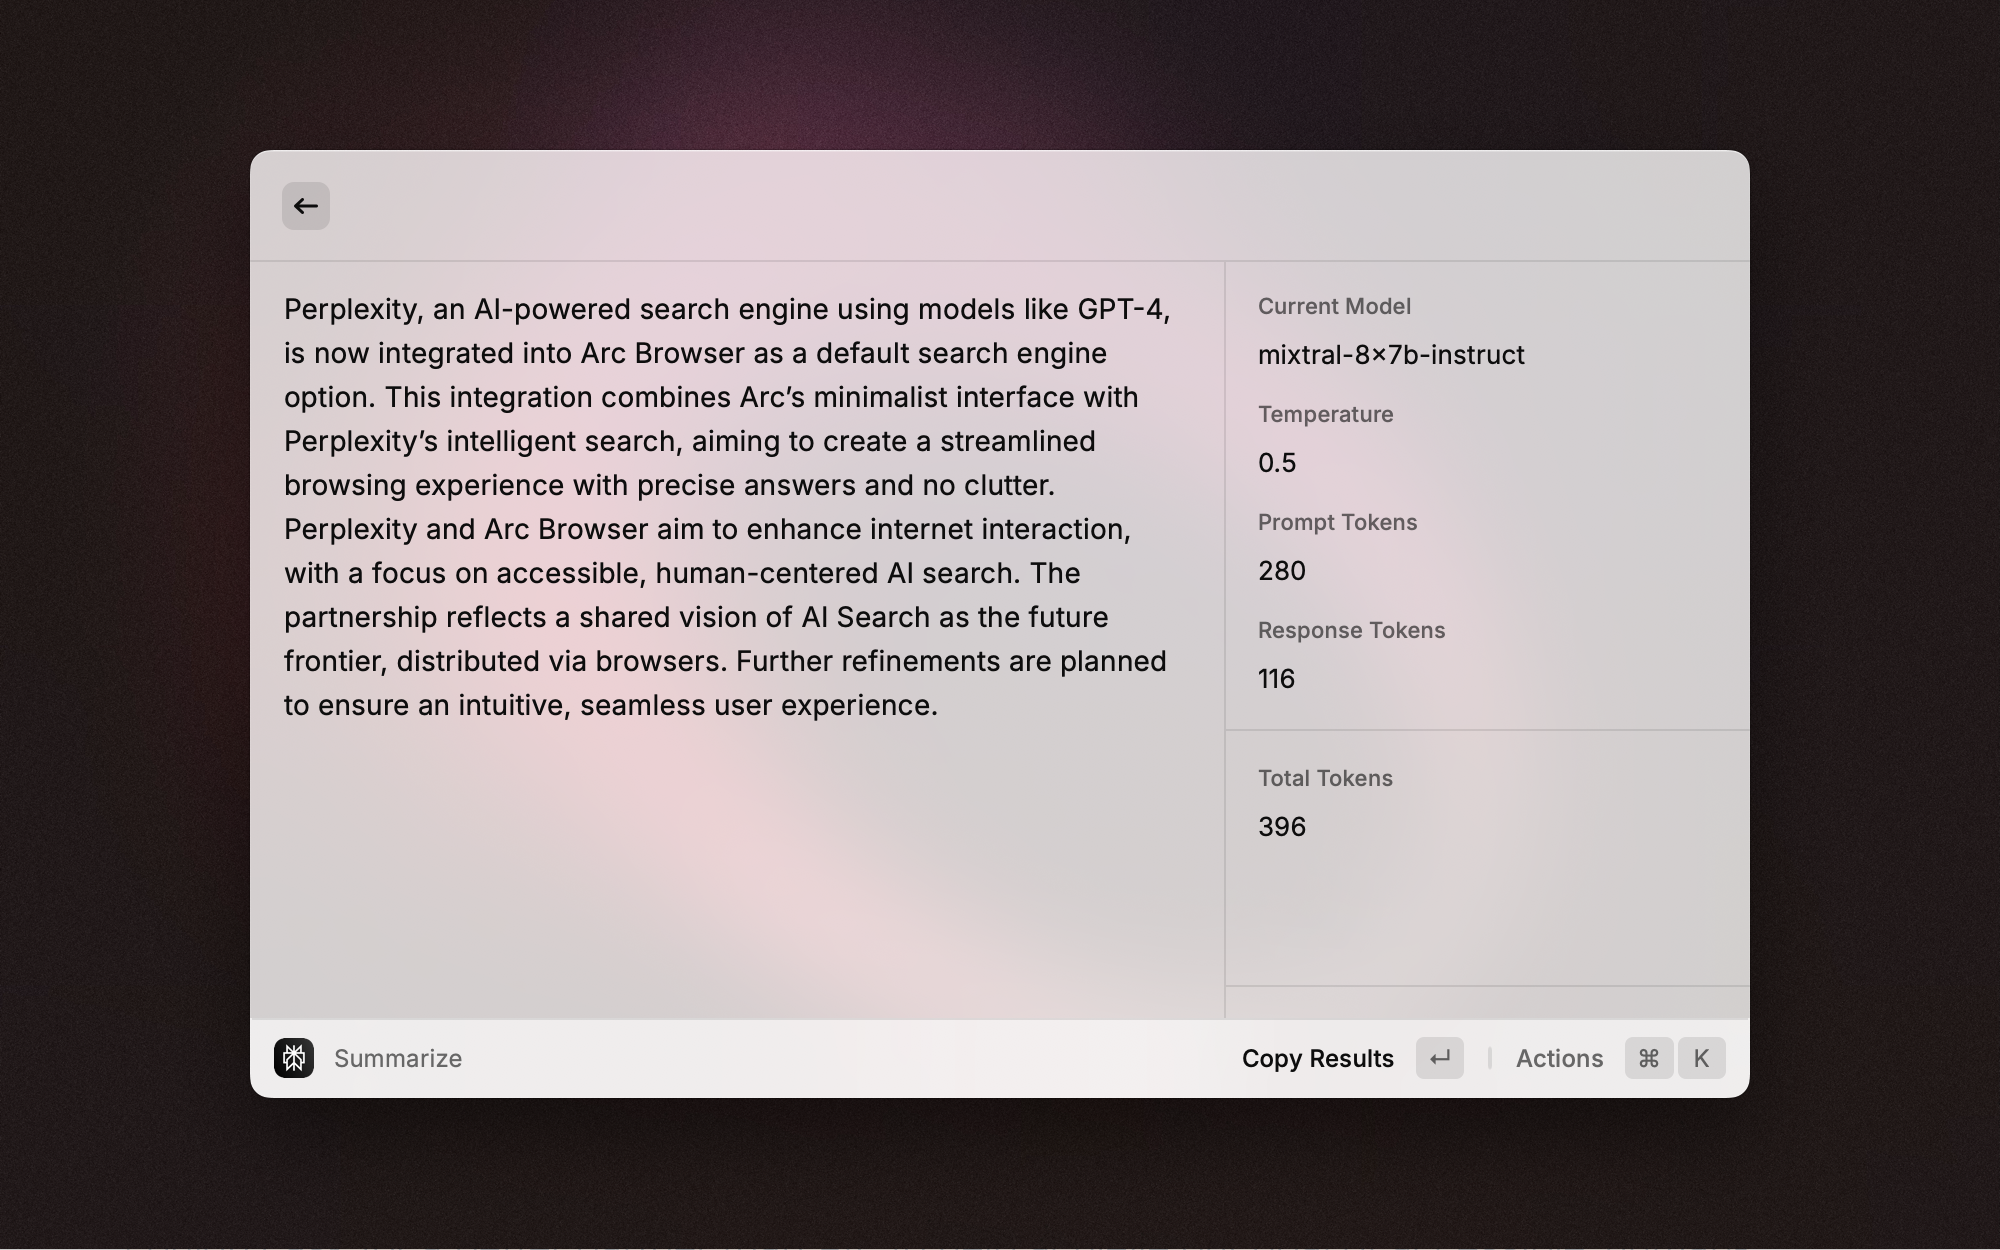 Perplexity, an AI-powered search engine using models like GPT-4,
is now integrated into Arc Browser as a default search engine
option. This integration combines Arc’s minimalist interface with
Perplexity’s intelligent search, aiming to create a streamlined
browsing experience with precise answers and no clutter.
Perplexity and Arc Browser aim to enhance internet interaction,
with a focus on accessible, human-centered AI search. The
partnership reflects a shared vision of AI Search as the future
frontier, distributed via browsers. Further refinements are planned
to ensure an intuitive, seamless user experience.
Current Model
mixtral-8×7b-instruct
Temperature
0.5
Prompt Tokens
280
Response Tokens
116
Total Tokens
396
Summarize
Copy Results ↵
Actions ⌘ K